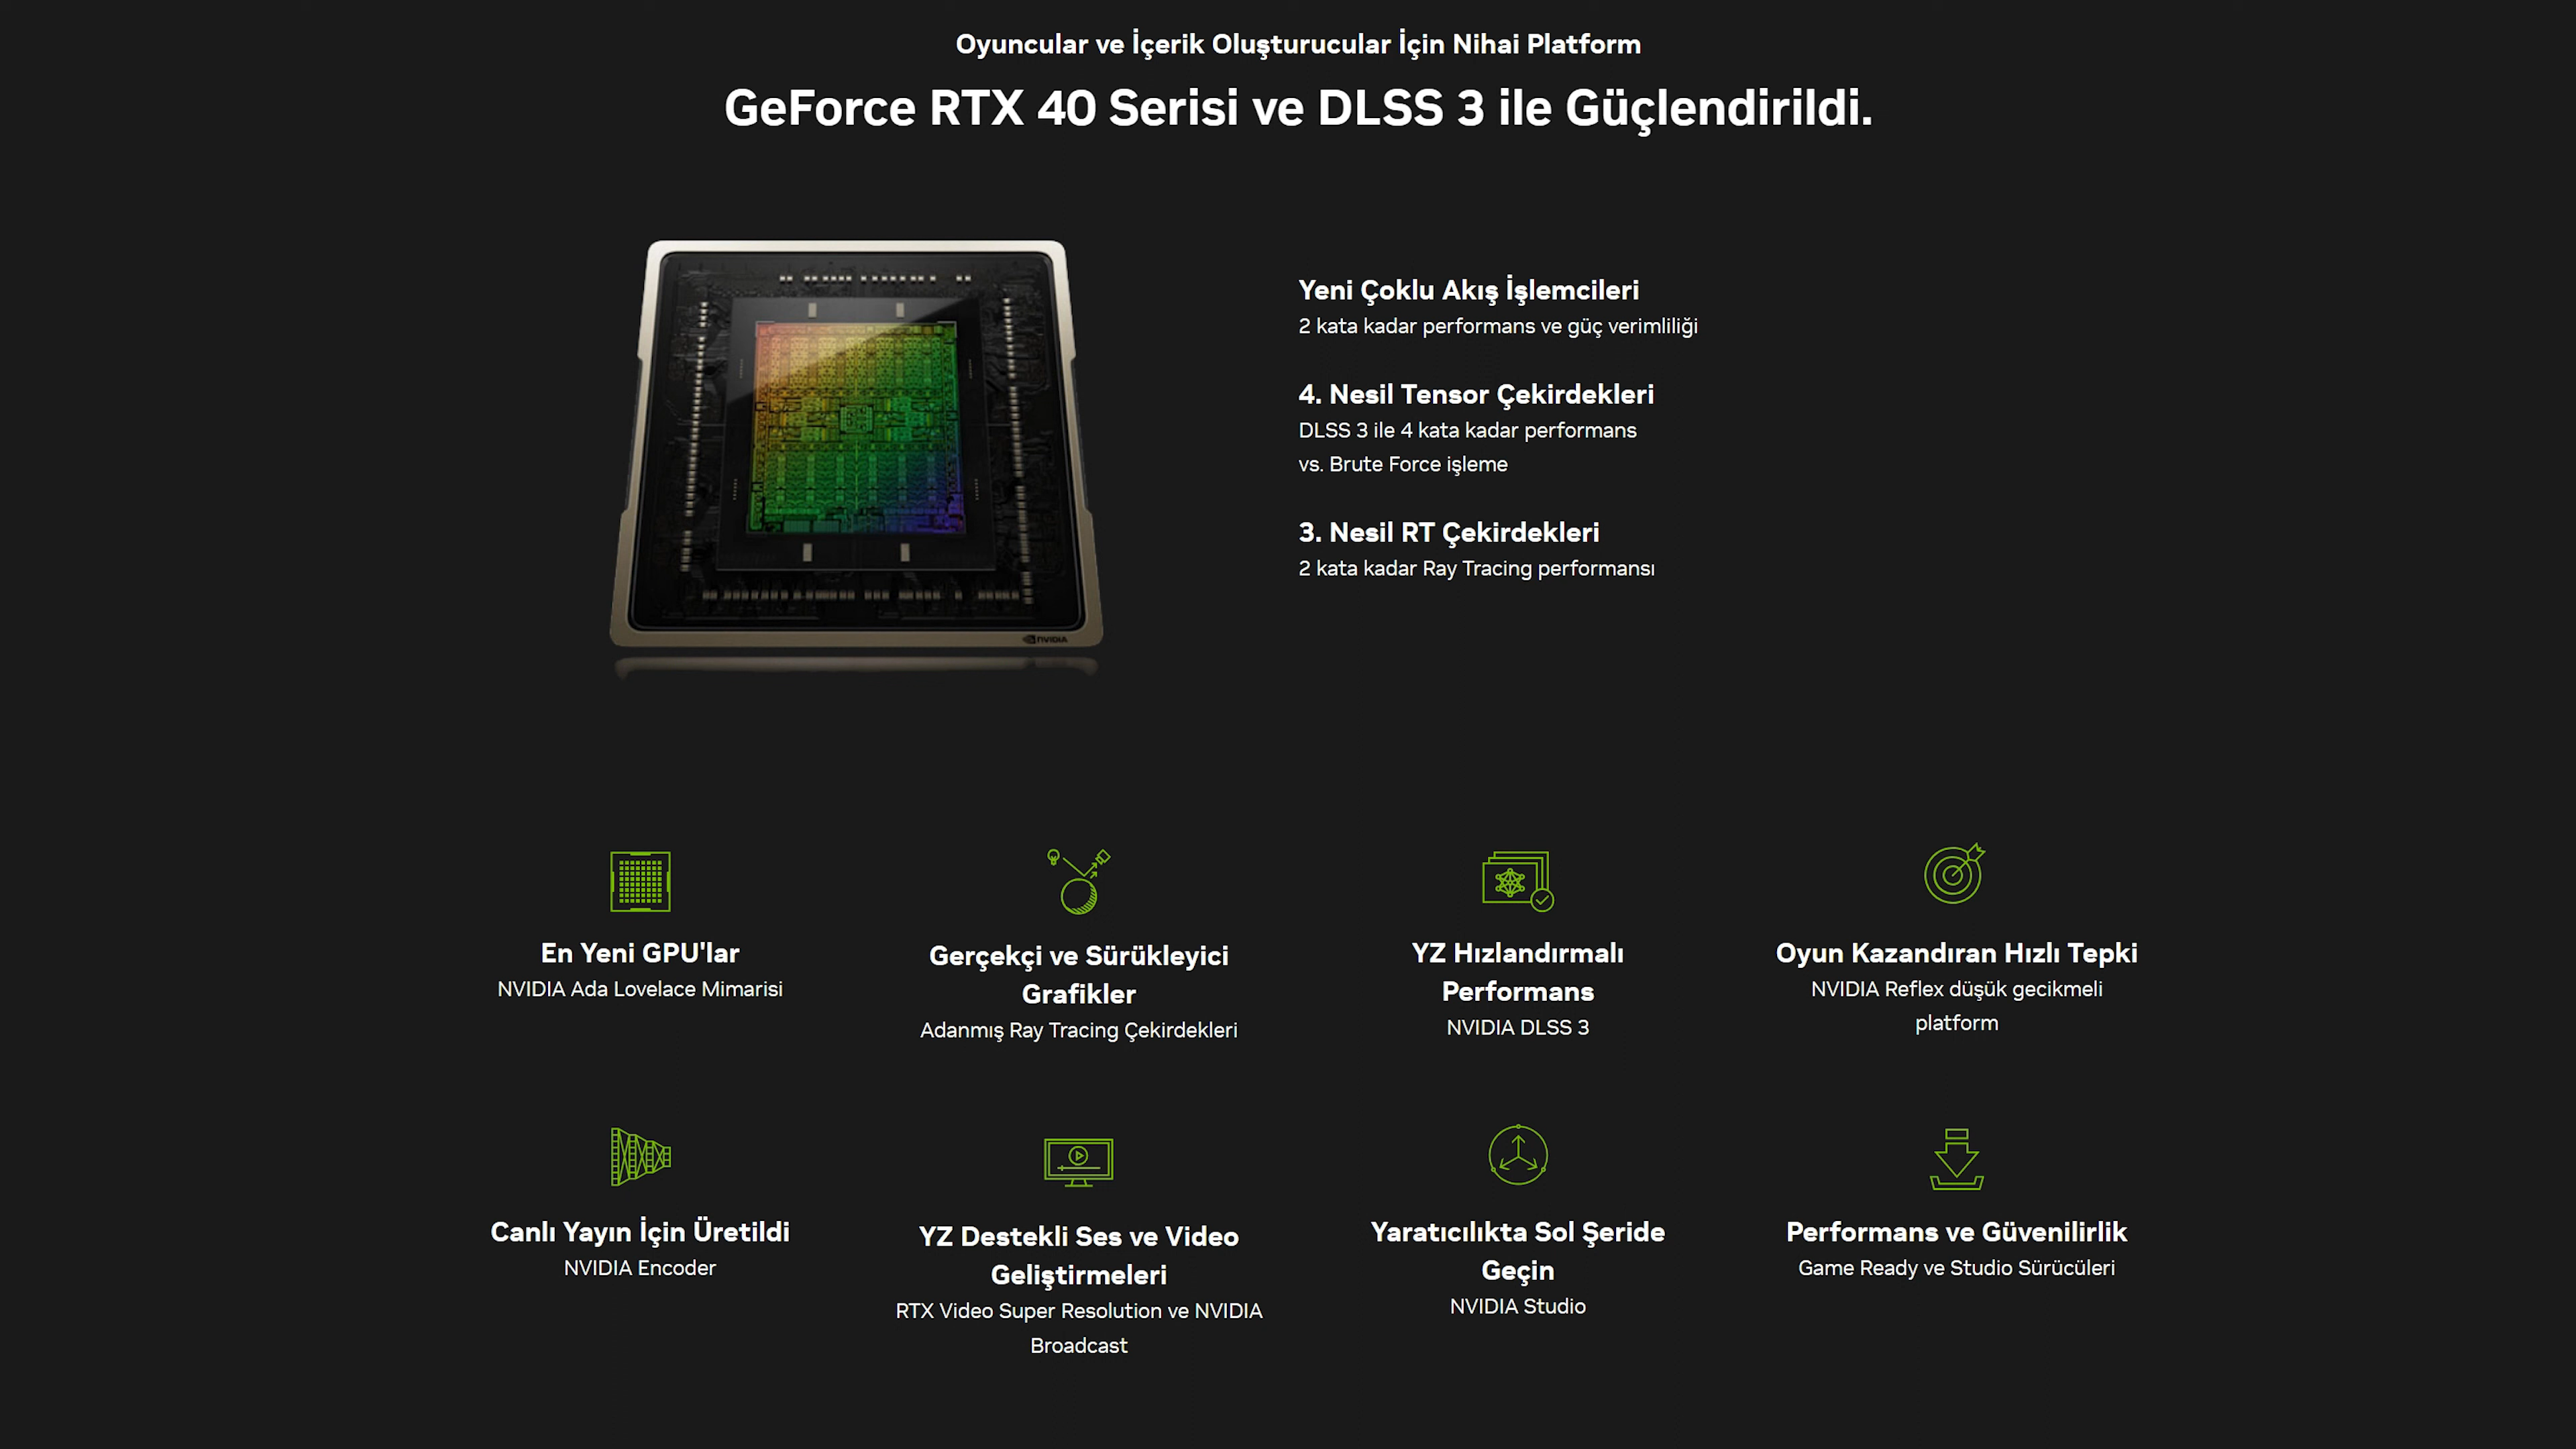 Oyuncular ve İçerik Oluşturucular İçin Nihai Platform
GeForce RTX 40 Serisi ve DLSS 3 ile Güçlendirildi.
Yeni Çoklu Akış İşlemcileri
2 kata kadar performans ve güç verimliliği
4. Nesil Tensor Çekirdekleri
DLSS 3 ile 4 kata kadar performans
vs. Brute Force işleme
3. Nesil RT Çekirdekleri
2 kata kadar Ray Tracing performansı
NVIDIA
En Yeni GPU'lar
NVIDIA Ada Lovelace Mimarisi
Gerçekçi ve Sürükleyici
Grafikler
Adanmış Ray Tracing Çekirdekleri
YZ Hızlandırmalı
Performans
NVIDIA DLSS 3
Oyun Kazandıran Hızlı Tepki
NVIDIA Reflex düşük gecikmeli
platform
Canlı Yayın İçin Üretildi
NVIDIA Encoder
YZ Destekli Ses ve Video
Geliştirmeleri
RTX Video Super Resolution ve NVIDIA
Broadcast
Yaratıcılıkta Sol Şeride
Geçin
NVIDIA Studio
Performans ve Güvenilirlik
Game Ready ve Studio Sürücüleri